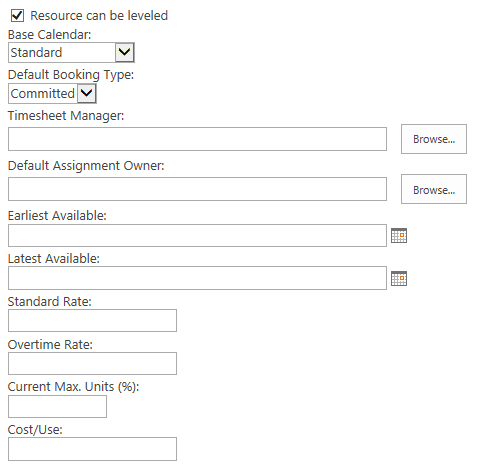 Resource can be leveled
Base Calendar:
Standard
Default Booking Type:
Committed
Timesheet Manager:
Browse...
Default Assignment Owner:
Browse...
Earliest Available:
Latest Available:
Standard Rate:
Overtime Rate:
Current Max. Units (%):
Cost/Use: